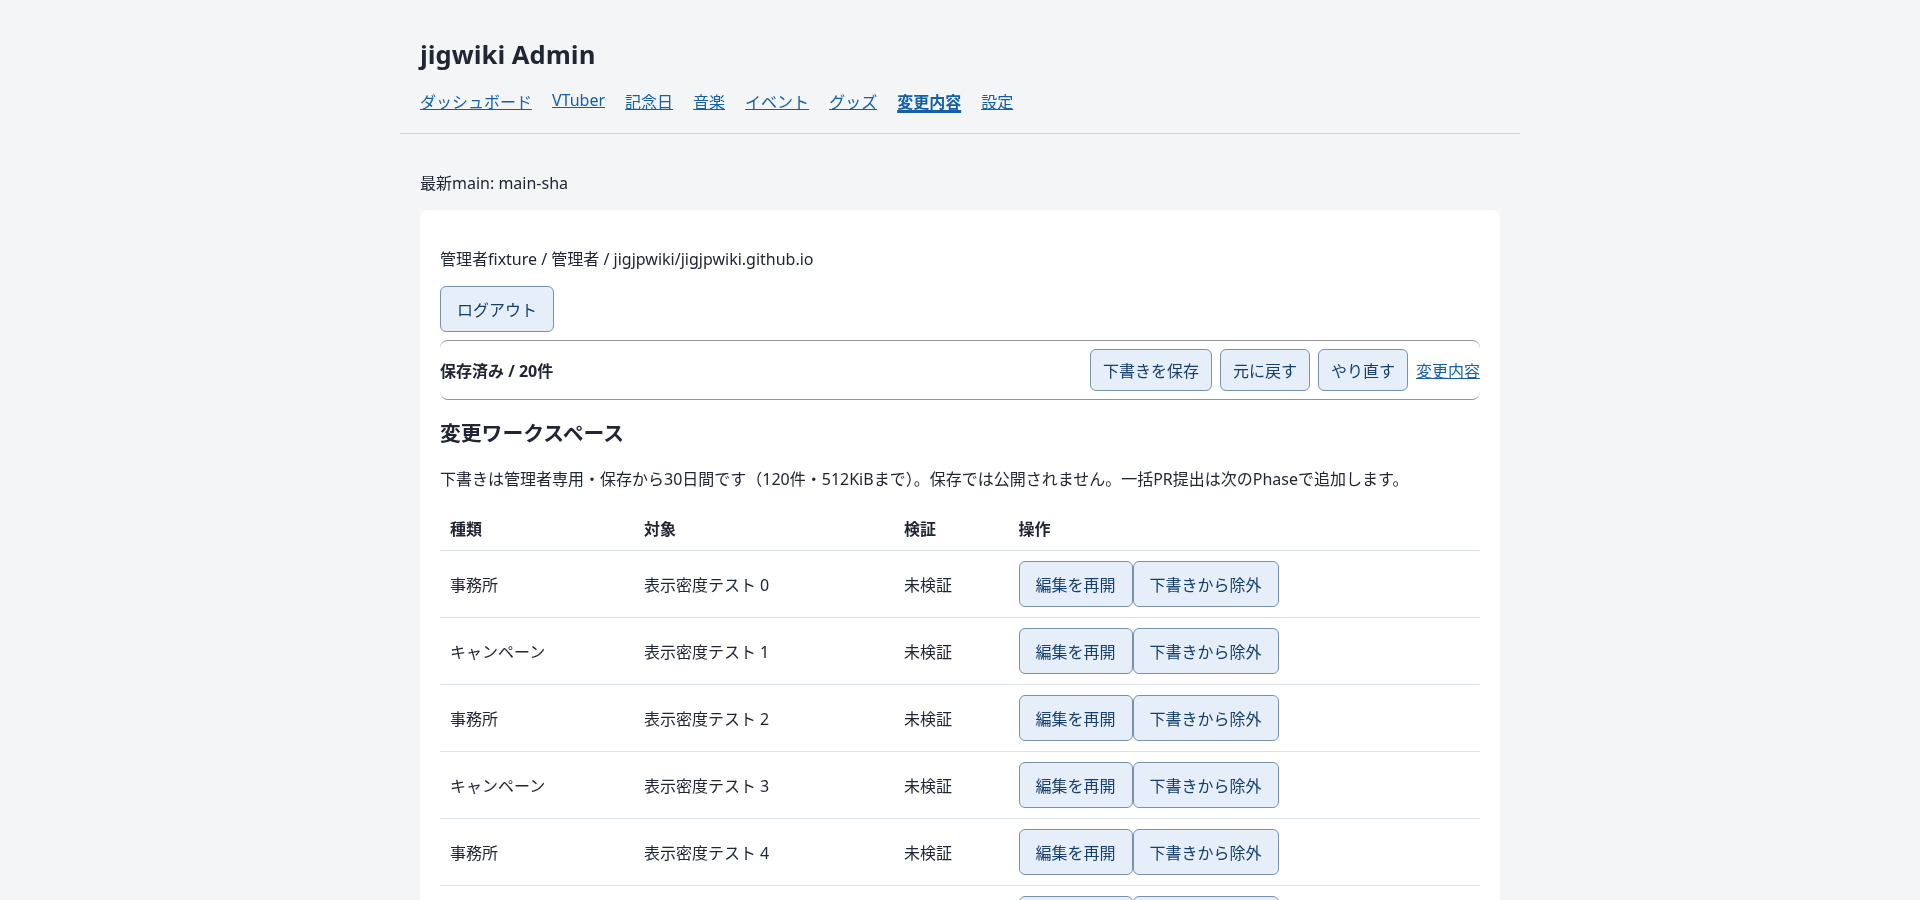 jigwiki Admin
ダッシュボード VTuber 記念日 音楽 イベント グッズ 変更内容 設定
最新main: main-sha
管理者fixture / 管理者 / jigjpwiki/jigjpwiki.github.io
ログアウト
保存済み / 20件 下書きを保存 元に戻す やり直す 変更内容
変更ワークスペース
下書きは管理者専用・保存から30日間です（120件・512KiBまで）。保存では公開されません。一括PR提出は次のPhaseで追加します。
種類 対象 検証 操作
事務所 表示密度テスト 0 未検証 編集を再開 下書きから除外
キャンペーン 表示密度テスト 1 未検証 編集を再開 下書きから除外
事務所 表示密度テスト 2 未検証 編集を再開 下書きから除外
キャンペーン 表示密度テスト 3 未検証 編集を再開 下書きから除外
事務所 表示密度テスト 4 未検証 編集を再開 下書きから除外